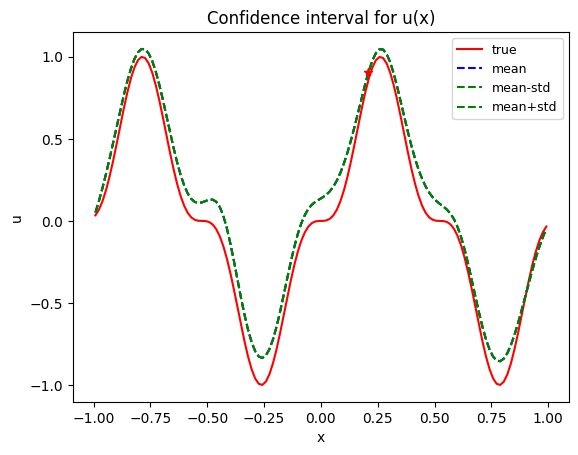 Confidence interval for u(x)
true
mean
mean-std
mean+std
1.0
0.5
0.0
−0.5
−1.0
u
−1.00
−0.75
−0.50
−0.25
0.00
0.25
0.50
0.75
1.00
x